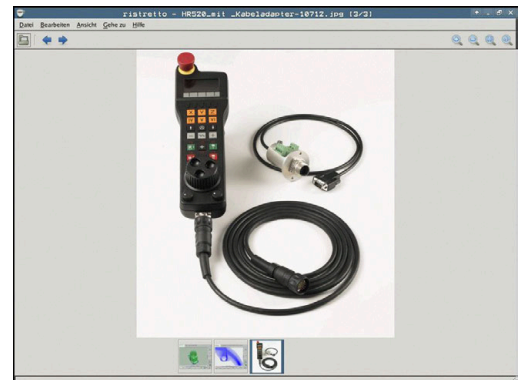 ristretto - HR520_mit _Kabeladapter-10712.jpg [3/3]
Datei Bearbeiten Ansicht Gehe zu Hilfe